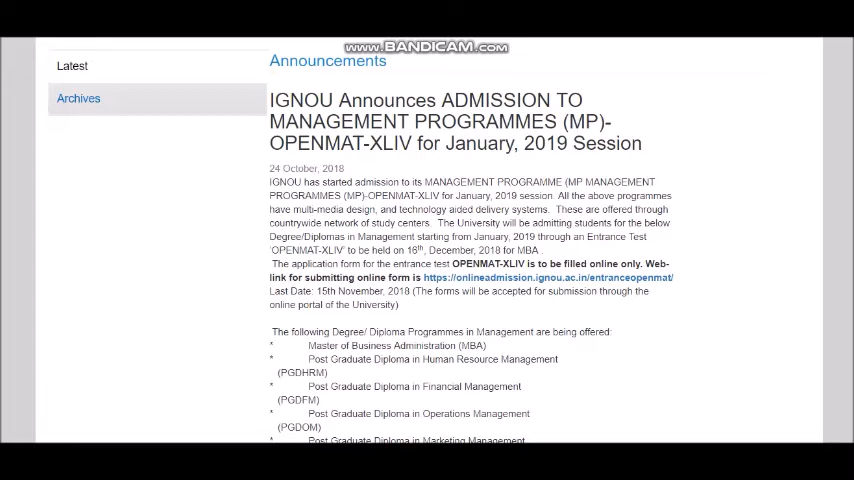 www.BANDICAM.com
Latest
Archives
Announcements
IGNOU Announces ADMISSION TO
MANAGEMENT PROGRAMMES (MP)-
OPENMAT-XLIV for January, 2019 Session
24 October, 2018
IGNOU has started admission to its MANAGEMENT PROGRAMME (MP MANAGEMENT
PROGRAMMES (MP)-OPENMAT-XLIV for January, 2019 session. All the above programmes
have multi-media design, and technology aided delivery systems.  These are offered through
countrywide network of study centers.  The University will be admitting students for the below
Degree/Diplomas in Management starting from January, 2019 through an Entrance Test
'OPENMAT-XLIV' to be held on 16th, December, 2018 for MBA .
The application form for the entrance test OPENMAT-XLIV is to be filled online only. Web-
link for submitting online form is https://onlineadmission.ignou.ac.in/entranceopenmat/
Last Date: 15th November, 2018 (The forms will be accepted for submission through the
online portal of the University)
The following Degree/ Diploma Programmes in Management are being offered:
* Master of Business Administration (MBA)
* Post Graduate Diploma in Human Resource Management
(PGDHRM)
* Post Graduate Diploma in Financial Management
(PGDFM)
* Post Graduate Diploma in Operations Management
(PGDOM)
* Post Graduate Diploma in Marketing Management